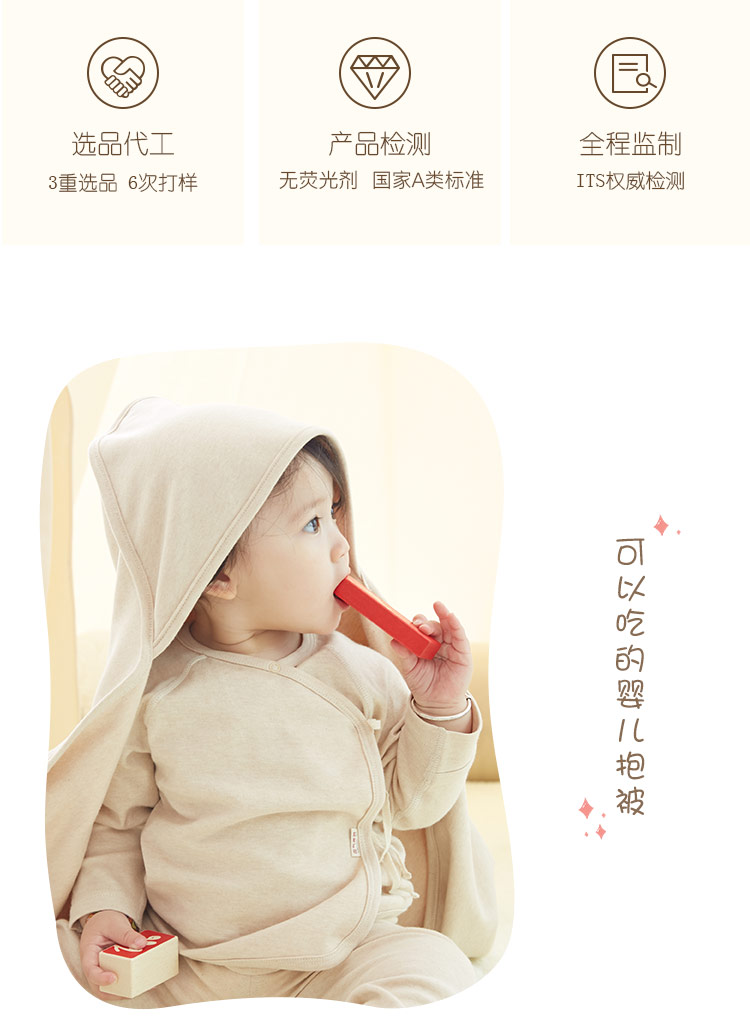 选品代工
3重选品 6次打样
产品检测
无荧光剂 国家A类标准
全程监制
ITS权威检测
可以吃的婴儿抱被